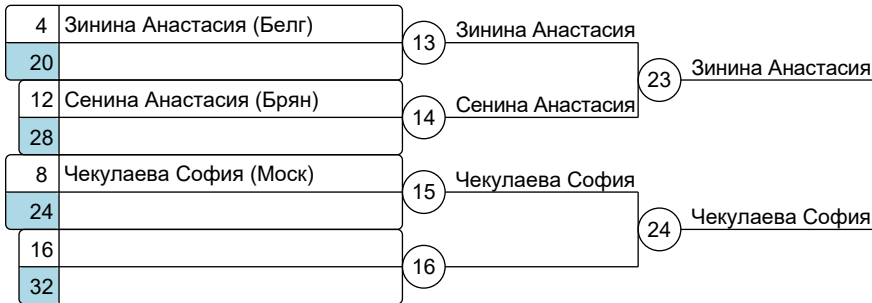 4 Зинина Анастасия (Белг)
13 Зинина Анастасия
20
23 Зинина Анастасия
12 Сенина Анастасия (Брян)
14 Сенина Анастасия
28
8 Чекулаева София (Моск)
15 Чекулаева София
24
24 Чекулаева София
16
16
32